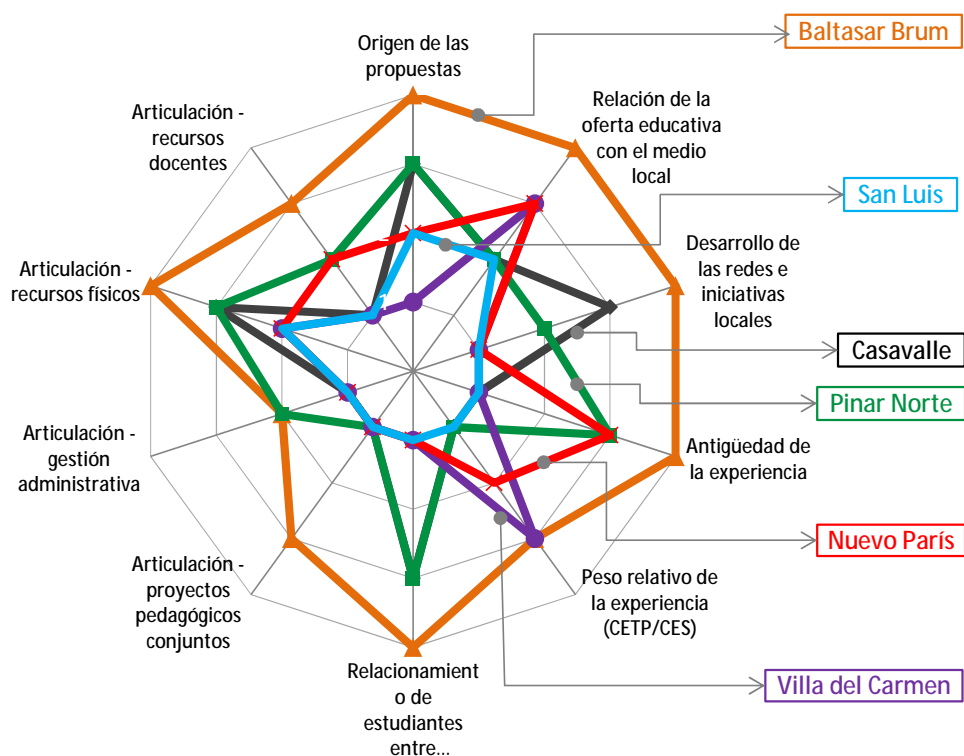 Baltasar Brum
Origen de las
propuestas
Relación de la
oferta educativa
con el medio
local
Articulación -
recursos
docentes
San Luis
Desarrollo de
las redes e
iniciativas
locales
Articulación -
recursos físicos
Casavalle
Pinar Norte
Antigüedad de
la experiencia
Articulación -
gestión
administrativa
Nuevo París
Peso relativo de
la experiencia
(CETP/CES)
Articulación -
proyectos
pedagógicos
conjuntos
Relacionamient
o de
estudiantes
entre...
Villa del Carmen